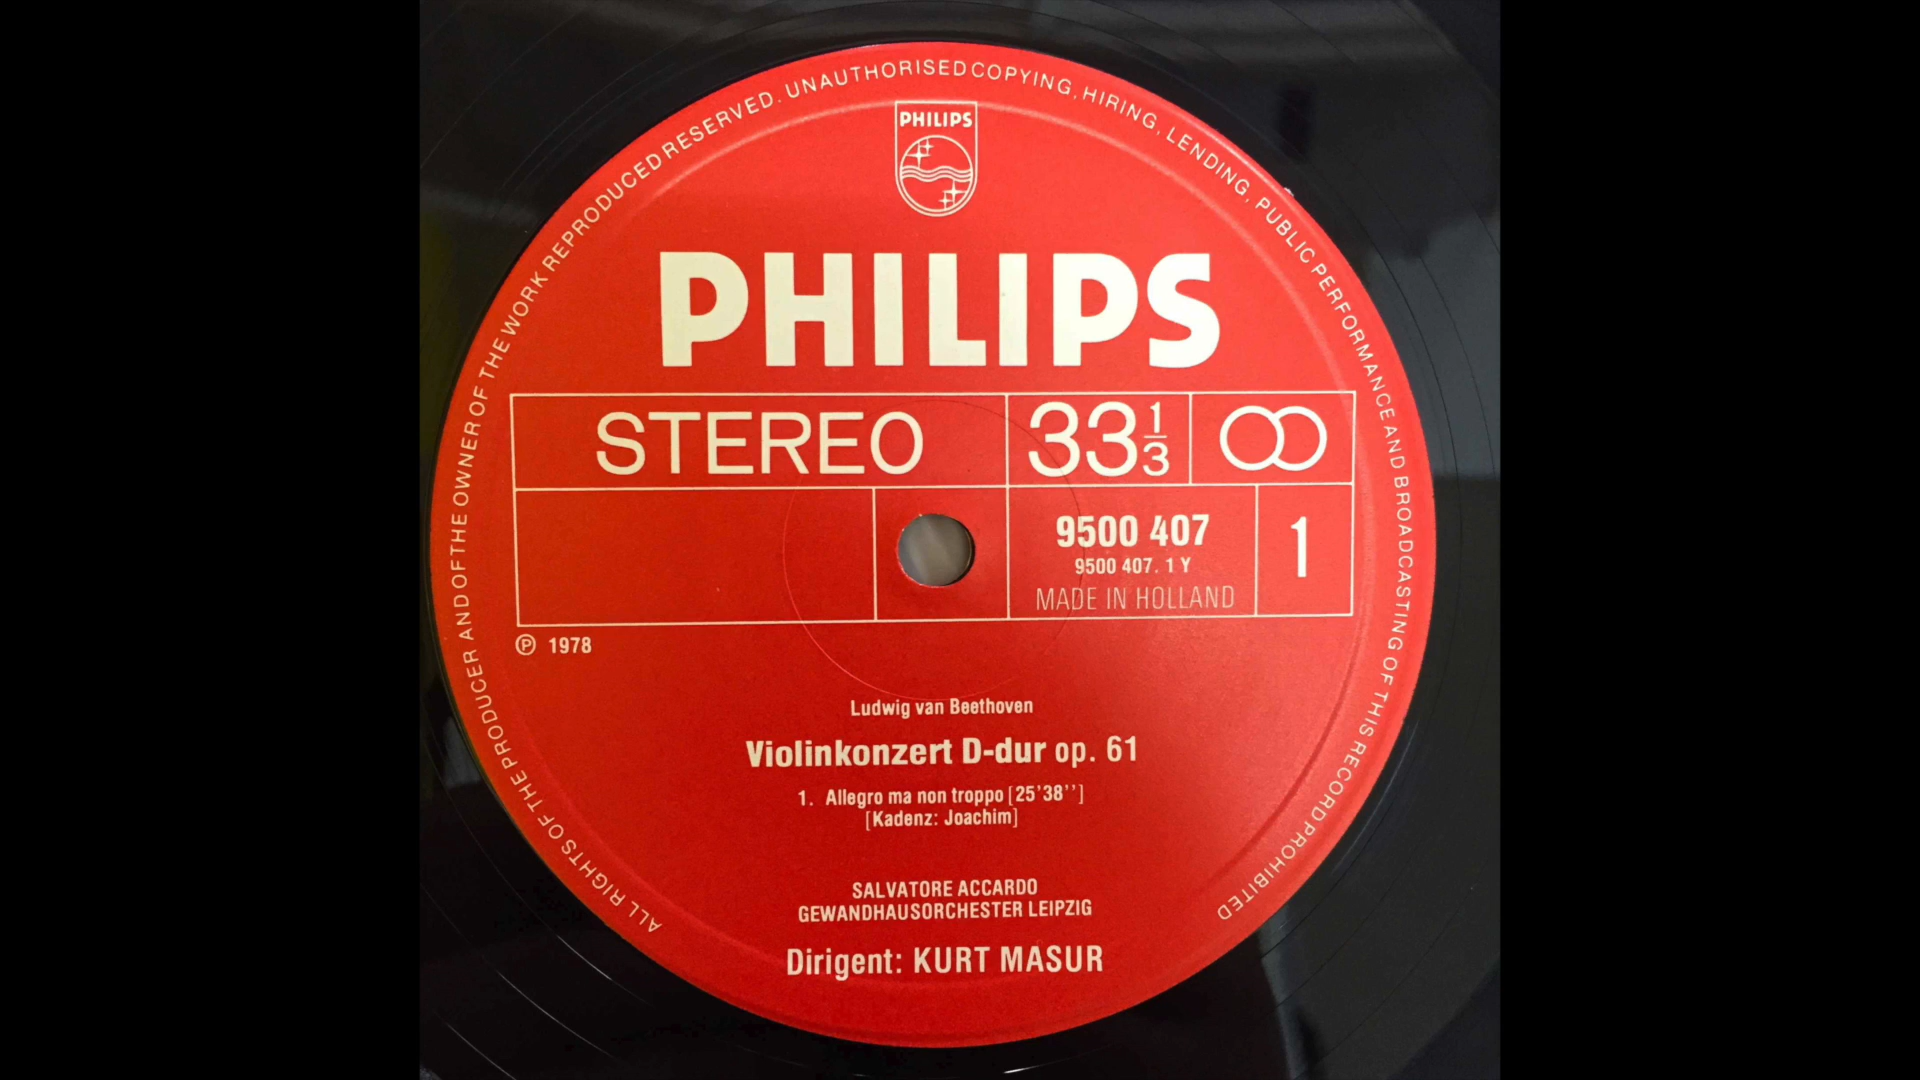 ALL RIGHTS OF THE PRODUCER AND OF THE OWNER OF THE WORK REPRODUCED RESERVED. UNAUTHORISED COPYING, HIRING, LENDING, PUBLIC PERFORMANCE AND BROADCASTING OF THIS RECORD PROHIBITED
PHILIPS
PHILIPS
STEREO 33 1/3
9500 407 1
9500 407. 1 Y
MADE IN HOLLAND
Ⓟ 1978
Ludwig van Beethoven
Violinkonzert D-dur op. 61
1. Allegro ma non troppo [25'38'']
[Kadenz: Joachim]
SALVATORE ACCARDO
GEWANDHAUSORCHESTER LEIPZIG
Dirigent: KURT MASUR